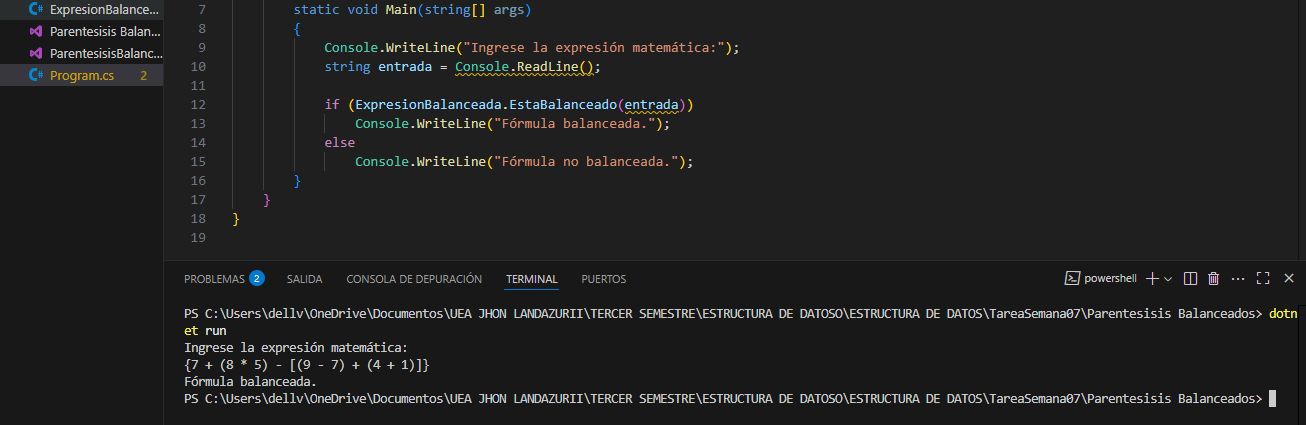 ExpresionBalance...
Parentesisis Balan...
ParentesisisBalanc...
Program.cs 2
7 static void Main(string[] args)
8 {
9 Console.WriteLine("Ingrese la expresión matemática:");
10 string entrada = Console.ReadLine();
11
12 if (ExpresionBalanceada.EstaBalanceado(entrada))
13 Console.WriteLine("Fórmula balanceada.");
14 else
15 Console.WriteLine("Fórmula no balanceada.");
16 }
17 }
18 }
19
PROBLEMAS 2 SALIDA CONSOLA DE DEPURACIÓN TERMINAL PUERTOS powershell
PS C:\Users\dellv\OneDrive\Documentos\UEA JHON LANDAZURII\TERCER SEMESTRE\ESTRUCTURA DE DATOSO\ESTRUCTURA DE DATOS\TareaSemana07\Parentesisis Balanceados> dotn
et run
Ingrese la expresión matemática:
{7 + (8 * 5) - [(9 - 7) + (4 + 1)]}
Fórmula balanceada.
PS C:\Users\dellv\OneDrive\Documentos\UEA JHON LANDAZURII\TERCER SEMESTRE\ESTRUCTURA DE DATOSO\ESTRUCTURA DE DATOS\TareaSemana07\Parentesisis Balanceados>